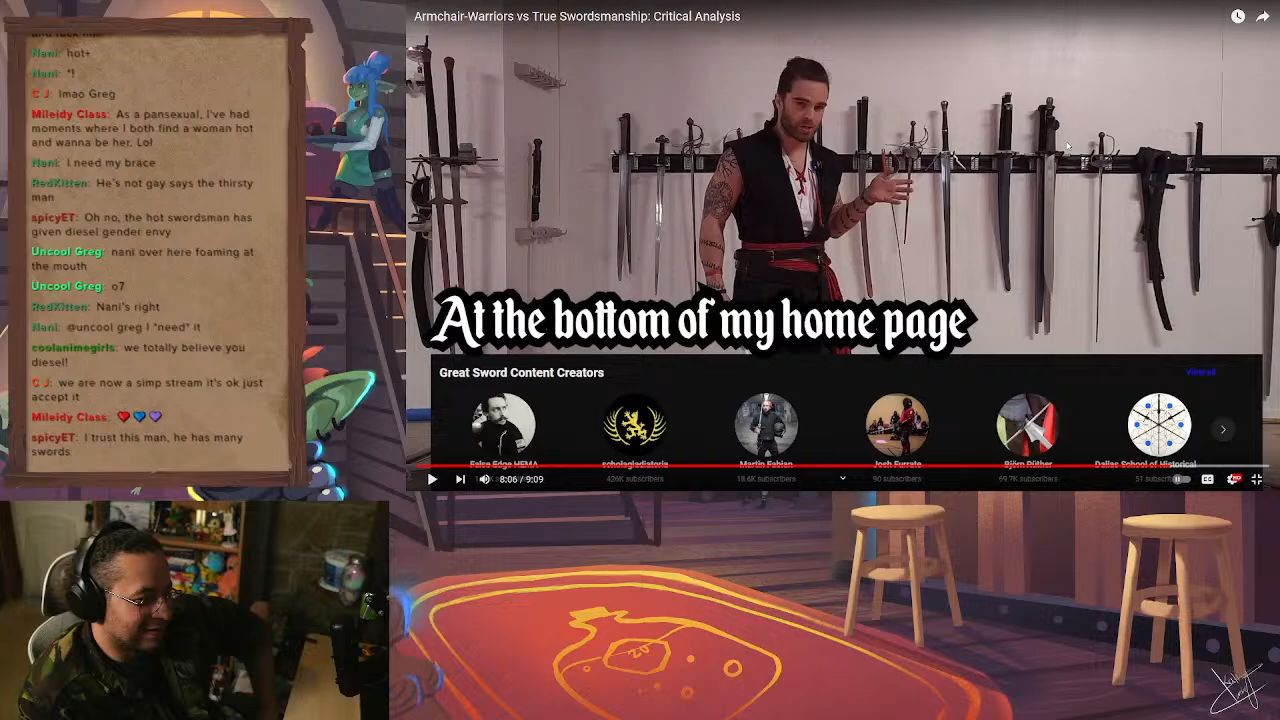 Nani: hot+
Nani: *!
C J: lmao Greg
Mileidy Class: As a pansexual, I've had
moments where I both find a woman hot
and wanna be her. Lol
Nani: I need my brace
RedKitten: He's not gay says the thirsty
man
spicyET: Oh no, the hot swordsman has
given diesel gender envy
Uncool Greg: nani over here foaming at
the mouth
Uncool Greg: o7
RedKitten: Nani's right
Nani: @uncool greg I *need* it
coolanimegirls: we totally believe you
diesel!
C J: we are now a simp stream it's ok just
accept it
Mileidy Class:
spicyET: I trust this man, he has many
swords
Armchair-Warriors vs True Swordsmanship: Critical Analysis
At the bottom of my home page
Great Sword Content Creators
View all
False Edge HEMA
scholagladiatoria
Martin Fabian
Josh Furrate
Björn Rüther
Dallas School of Historical
426K subscribers
18.6K subscribers
90 subscribers
69.7K subscribers
51
8:06 / 9:09
CC
20